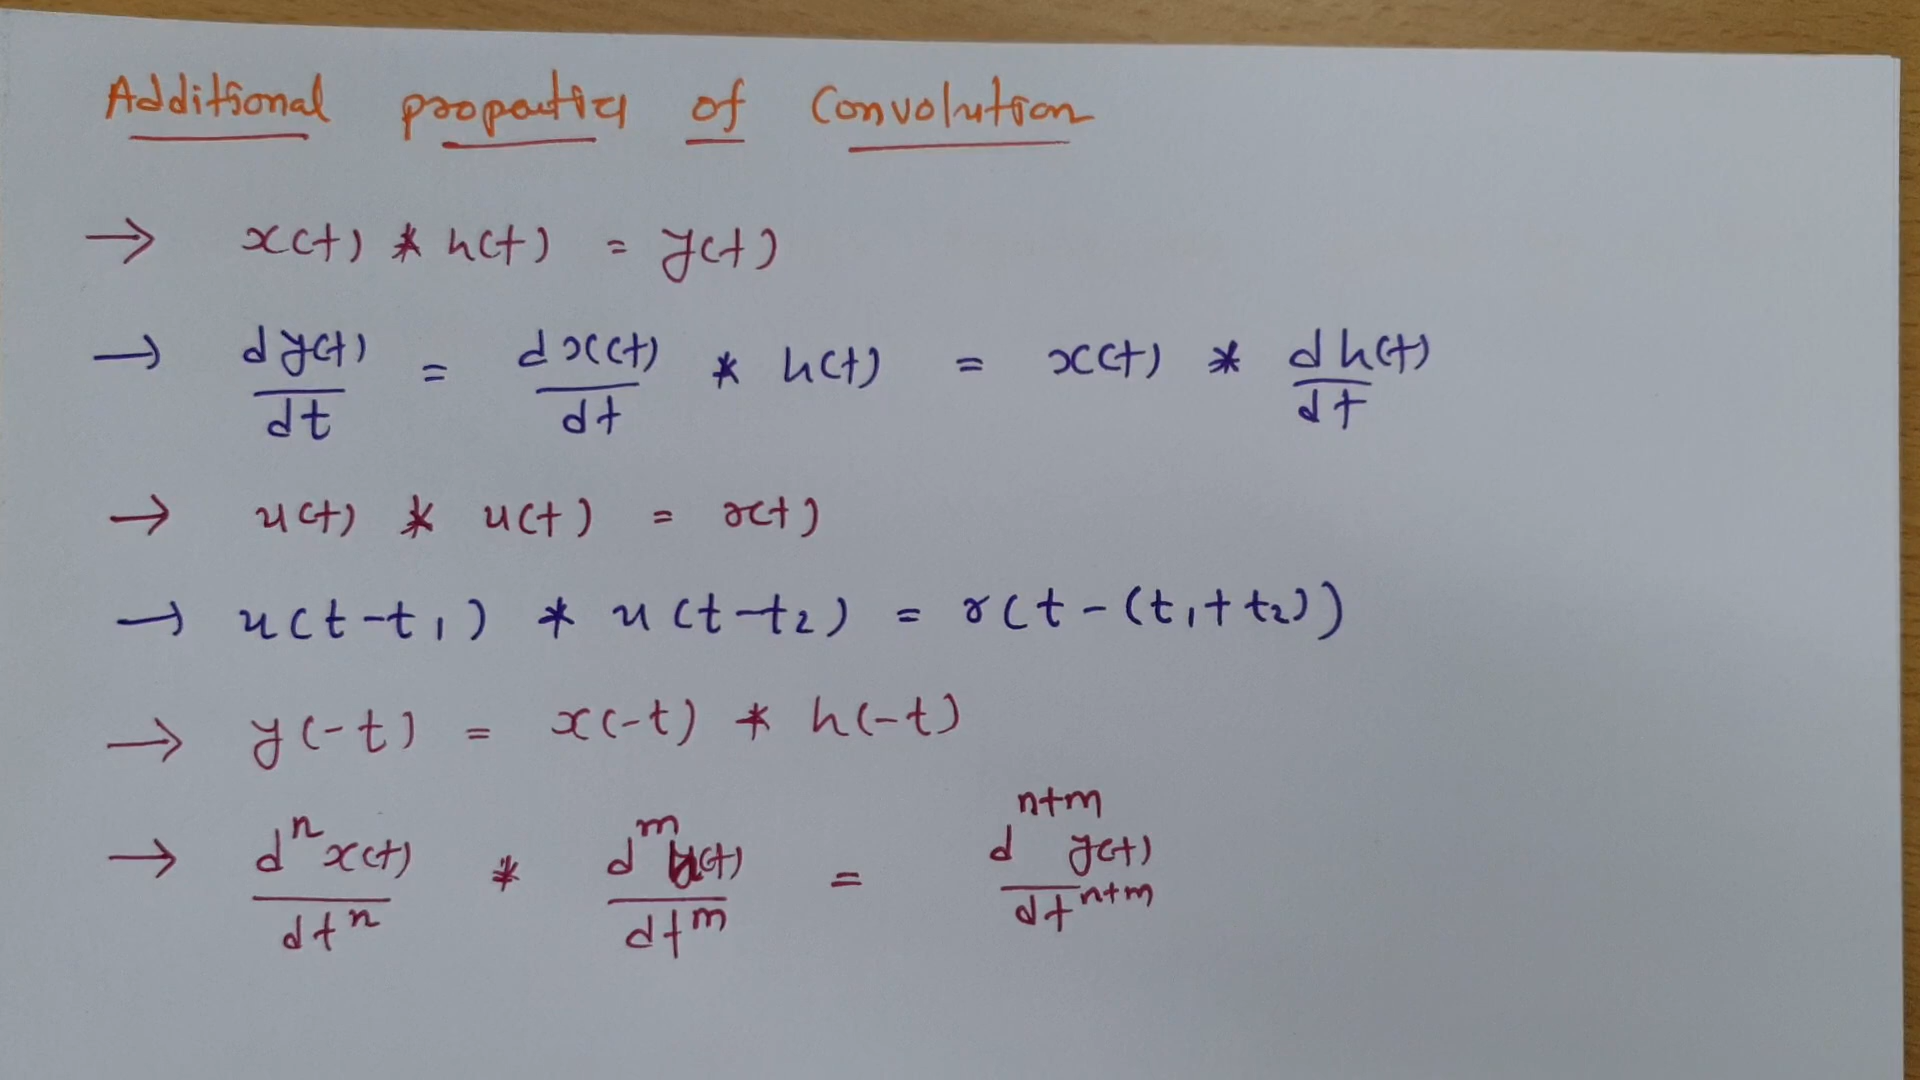 Additional properties of Convolution
→ x(t) * h(t) = y(t)
→ dy(t)/dt = dx(t)/dt * h(t) = x(t) * dh(t)/dt
→ u(t) * u(t) = r(t)
→ u(t-t₁) * u(t-t₂) = r(t-(t₁+t₂))
→ y(-t) = x(-t) * h(-t)
→ dⁿx(t)/dtⁿ * dᵐh(t)/dtᵐ = dⁿ⁺ᵐy(t)/dtⁿ⁺ᵐ